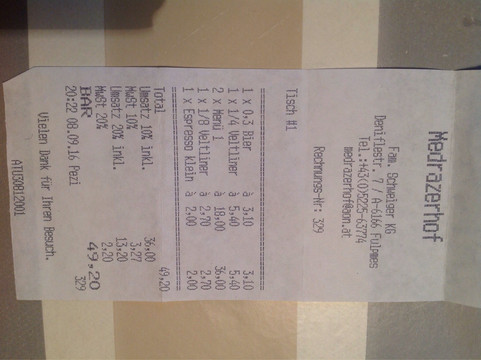 Medrazerhof
Fam. Schweiger KG
Deniflestr. 7 / A-6166 Fulpmes
Tel.:+43(0)5225-63774
medrazerhof@aon.at
Rechnungs-Nr: 329
Tisch #1
1 x 0,3 Bier à 3,10 3,10
1 x 1/4 Veltliner à 5,40 5,40
2 x Menü 1 à 18,00 36,00
1 x 1/8 Veltliner à 2,70 2,70
1 x Espresso klein à 2,00 2,00
Total 49,20
Umsatz 10% inkl. 36,00
MwSt 10% 3,27
Umsatz 20% inkl. 13,20
MwSt 20% 2,20
BAR 49,20
20:22 08.09.16 Pezi 329
Vielen Dank für Ihren Besuch.
ATU30812001